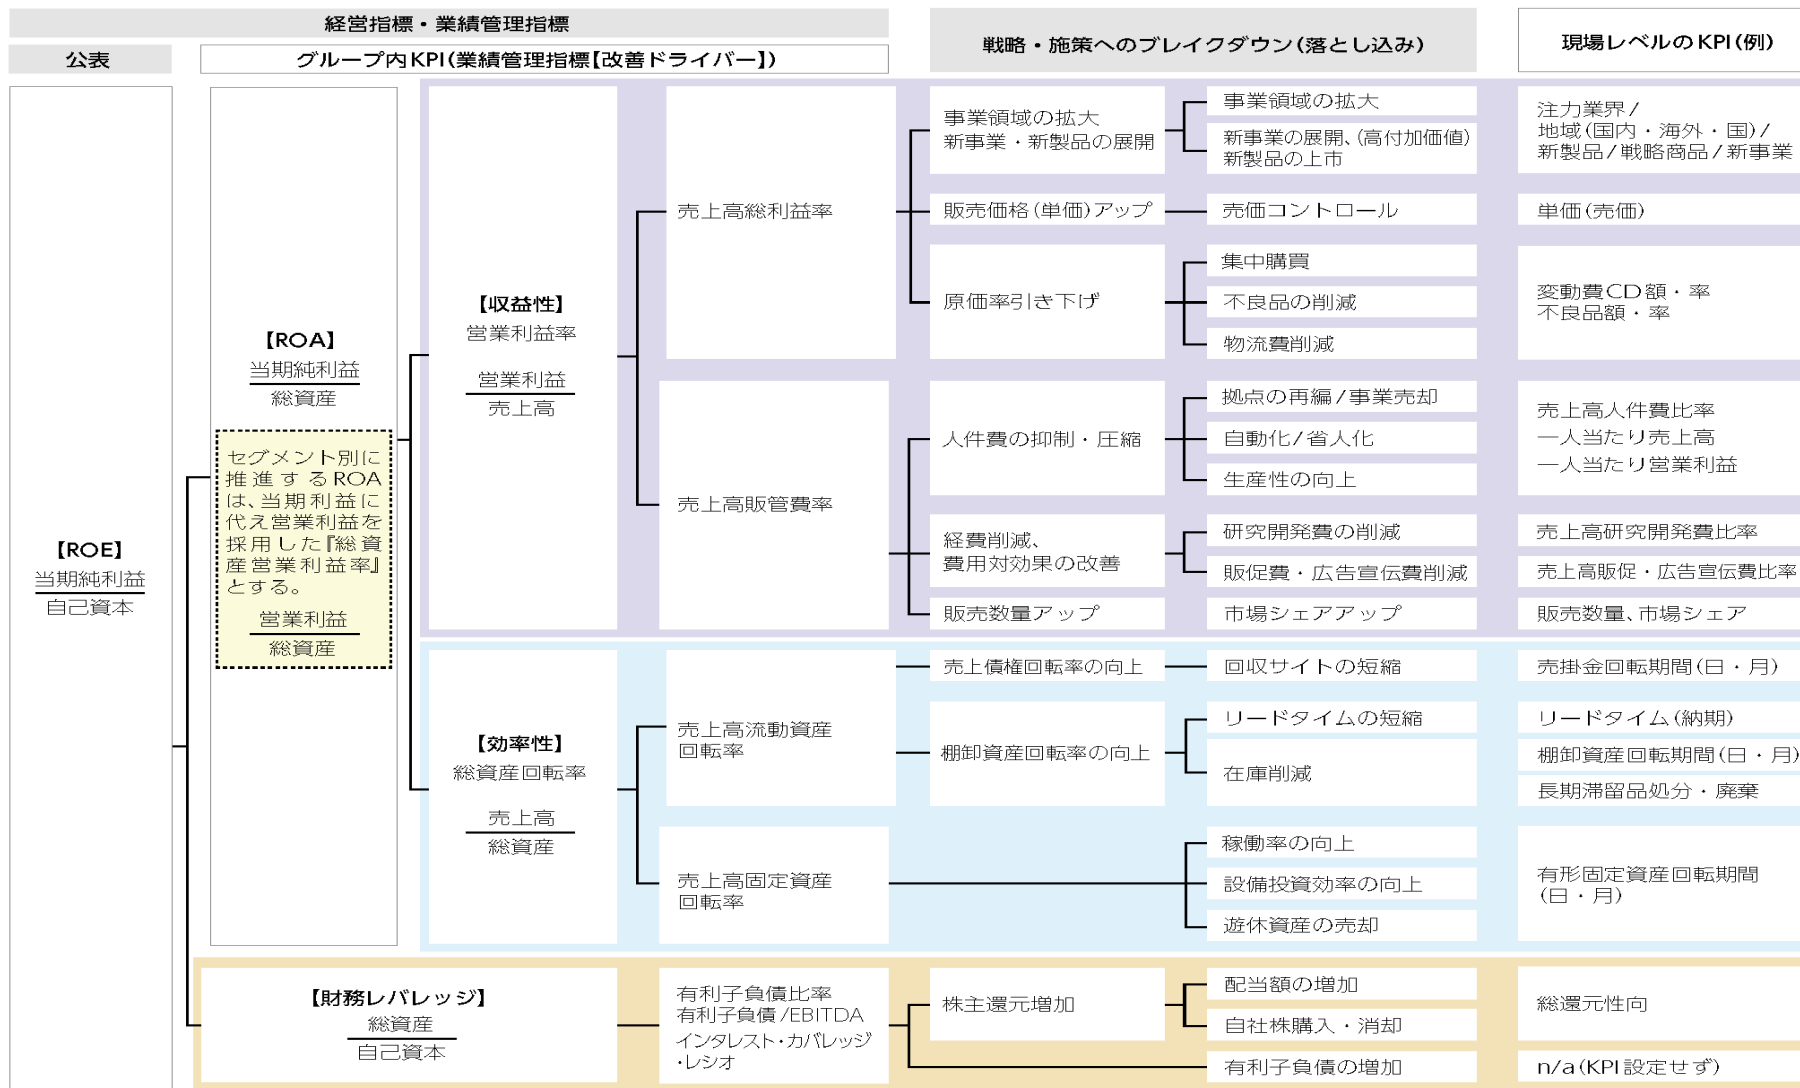 経営指標・業績管理指標
公表
グループ内KPI(業績管理指標【改善ドライバー】)
戦略・施策へのブレイクダウン(落とし込み)
現場レベルのKPI(例)
【ROE】
当期純利益
自己資本
【ROA】
当期純利益
総資産
セグメント別に
推進するROA
は、当期利益に
代え営業利益を
採用した『総資
産営業利益率』
とする。
営業利益
総資産
【収益性】
営業利益率
営業利益
売上高
売上高総利益率
事業領域の拡大
新事業・新製品の展開
事業領域の拡大
新事業の展開、(高付加価値)
新製品の上市
注力業界/
地域(国内・海外・国)/
新製品/戦略商品/新事業
販売価格(単価)アップ
売価コントロール
単価(売価)
原価率引き下げ
集中購買
不良品の削減
物流費削減
変動費CD額・率
不良品額・率
売上高販管費率
人件費の抑制・圧縮
拠点の再編/事業売却
自動化/省人化
生産性の向上
売上高人件費比率
一人当たり売上高
一人当たり営業利益
経費削減、
費用対効果の改善
研究開発費の削減
売上高研究開発費比率
販促費・広告宣伝費削減
売上高販促・広告宣伝費比率
販売数量アップ
市場シェアアップ
販売数量、市場シェア
【効率性】
総資産回転率
売上高
総資産
売上高流動資産
回転率
売上債権回転率の向上
回収サイトの短縮
売掛金回転期間(日・月)
棚卸資産回転率の向上
リードタイムの短縮
リードタイム(納期)
在庫削減
棚卸資産回転期間(日・月)
長期滞留品処分・廃棄
売上高固定資産
回転率
稼働率の向上
設備投資効率の向上
遊休資産の売却
有形固定資産回転期間
(日・月)
【財務レバレッジ】
総資産
自己資本
有利子負債比率
有利子負債/EBITDA
インタレスト・カバレッジ
・レシオ
株主還元増加
配当額の増加
自社株購入・消却
総還元性向
有利子負債の増加
n/a(KPI設定せず)